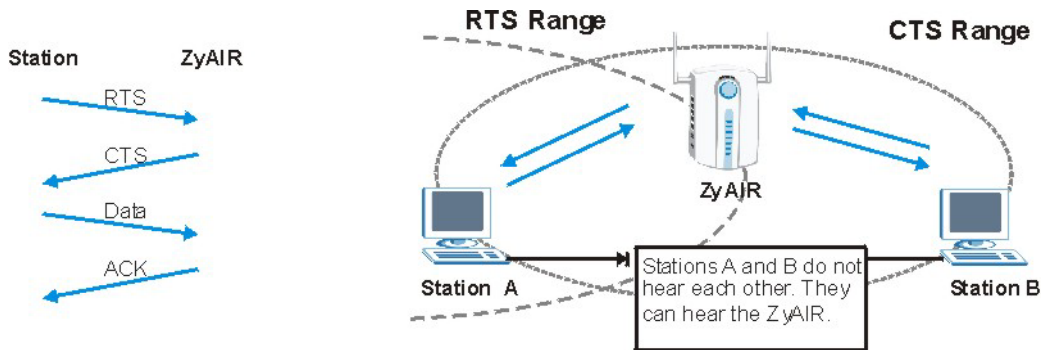 Station ZyAIR
RTS
CTS
Data
ACK
RTS Range
CTS Range
ZyAIR
Station A
Stations A and B do not
hear each other. They
can hear the ZyAIR.
Station B